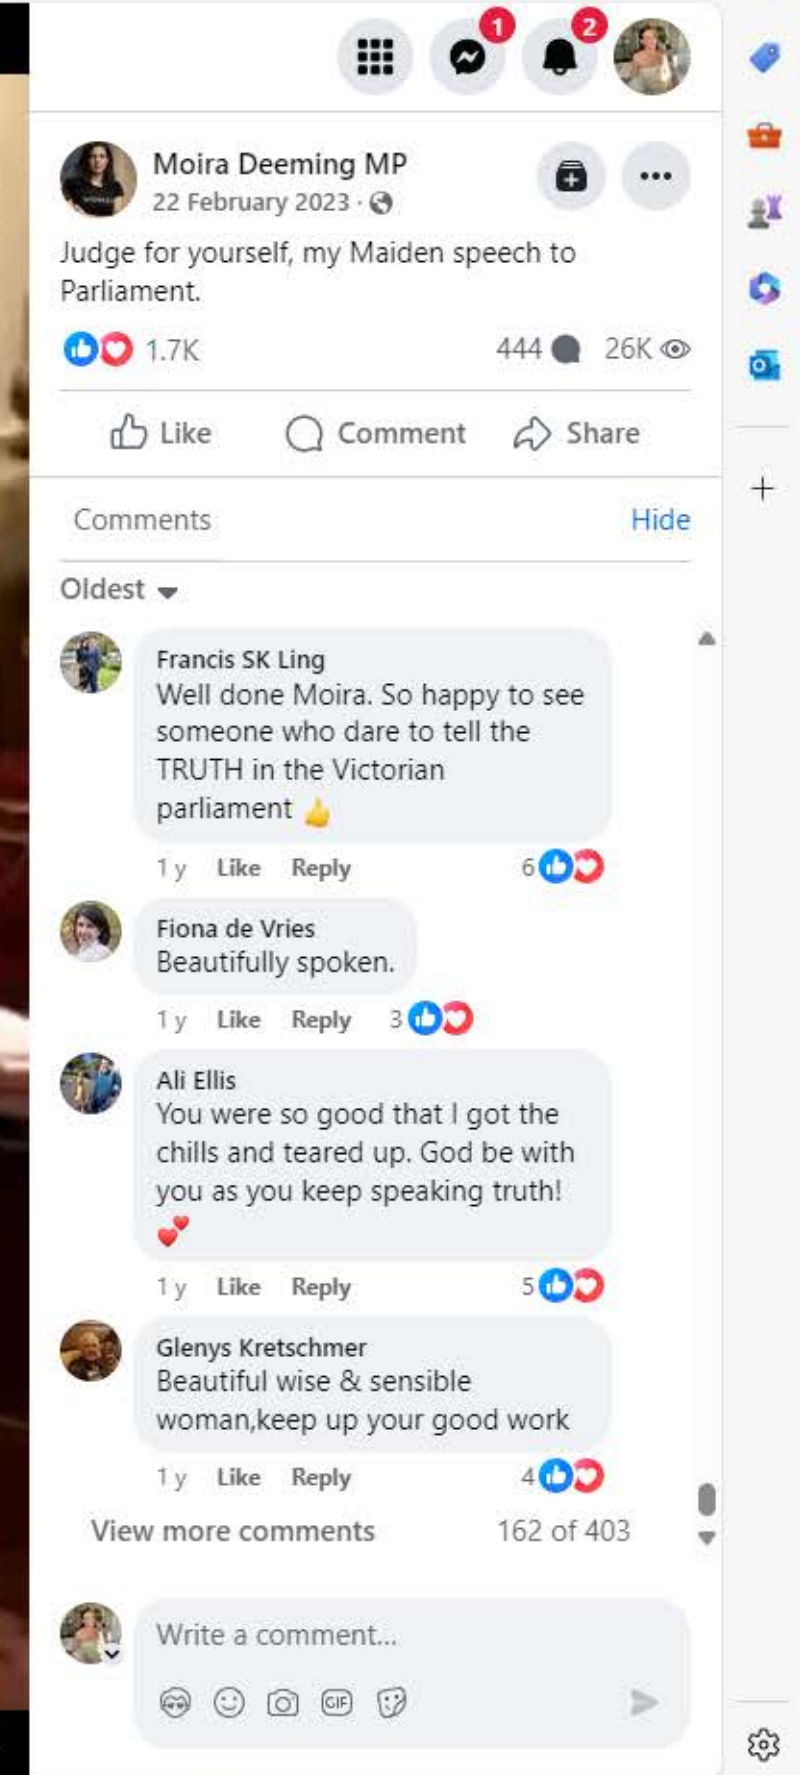 1
2
Moira Deeming MP
22 February 2023 ·
Judge for yourself, my Maiden speech to
Parliament.
1.7K
444
26K
Like
Comment
Share
Comments
Hide
Oldest
Francis SK Ling
Well done Moira. So happy to see
someone who dare to tell the
TRUTH in the Victorian
parliament 👍
1 y Like Reply 6
Fiona de Vries
Beautifully spoken.
1 y Like Reply 3
Ali Ellis
You were so good that I got the
chills and teared up. God be with
you as you keep speaking truth!
💕
1 y Like Reply 5
Glenys Kretschmer
Beautiful wise & sensible
woman,keep up your good work
1 y Like Reply 4
View more comments 162 of 403
Write a comment...
GIF